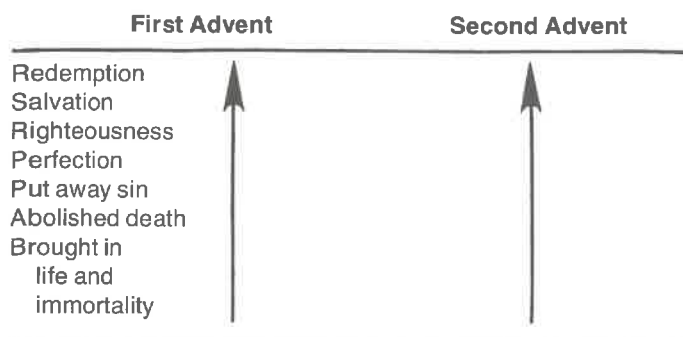 First Advent Second Advent
Redemption
Salvation
Righteousness
Perfection
Put away sin
Abolished death
Brought in
life and
immortality